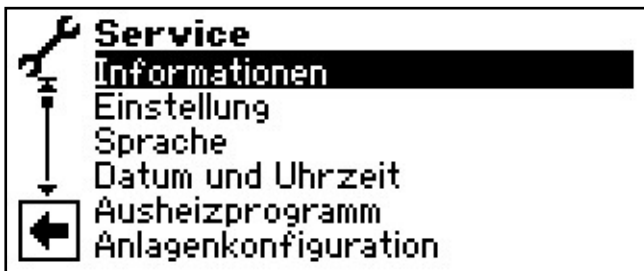 Service
Informationen
Einstellung
Sprache
Datum und Uhrzeit
Ausheizprogramm
Anlagenkonfiguration